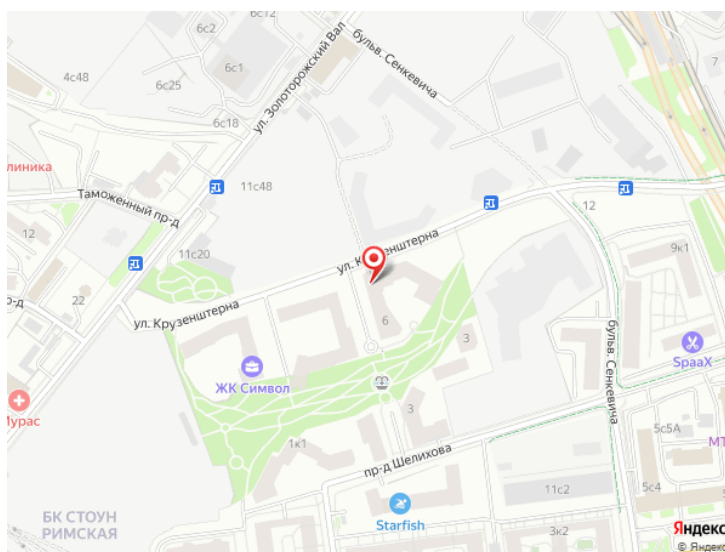 6с2
6с1
ул. Золоторожский Вал
бульв. Сенкевича
7
4с48
6с25
6с18
линика
11с48
Таможенный пр-д
12
12
ул. Крузенштерна
9к1
11с20
22
ул. Крузенштерна
6
3
бульв. Сенкевича
SpaaX
ЖК Символ
Мурас
3
1к1
5с5А
МТ
пр-д Шелихова
11с2
5с4
БК СТОУН
РИМСКАЯ
Starfish
3к2
Яндекс
© Яндекс